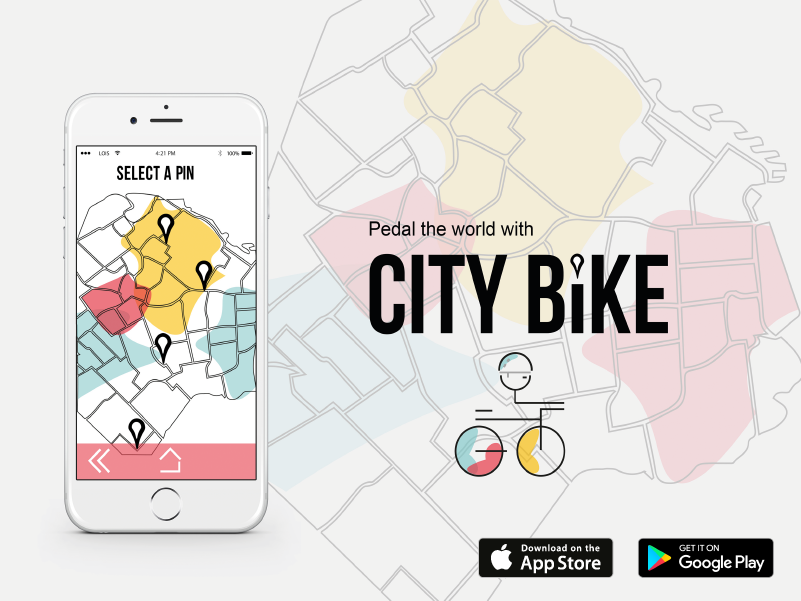 LOIS 4:21 PM 100%
SELECT A PIN
Pedal the world with
CITY BiKE
Download on the
App Store
GET IT ON
Google Play